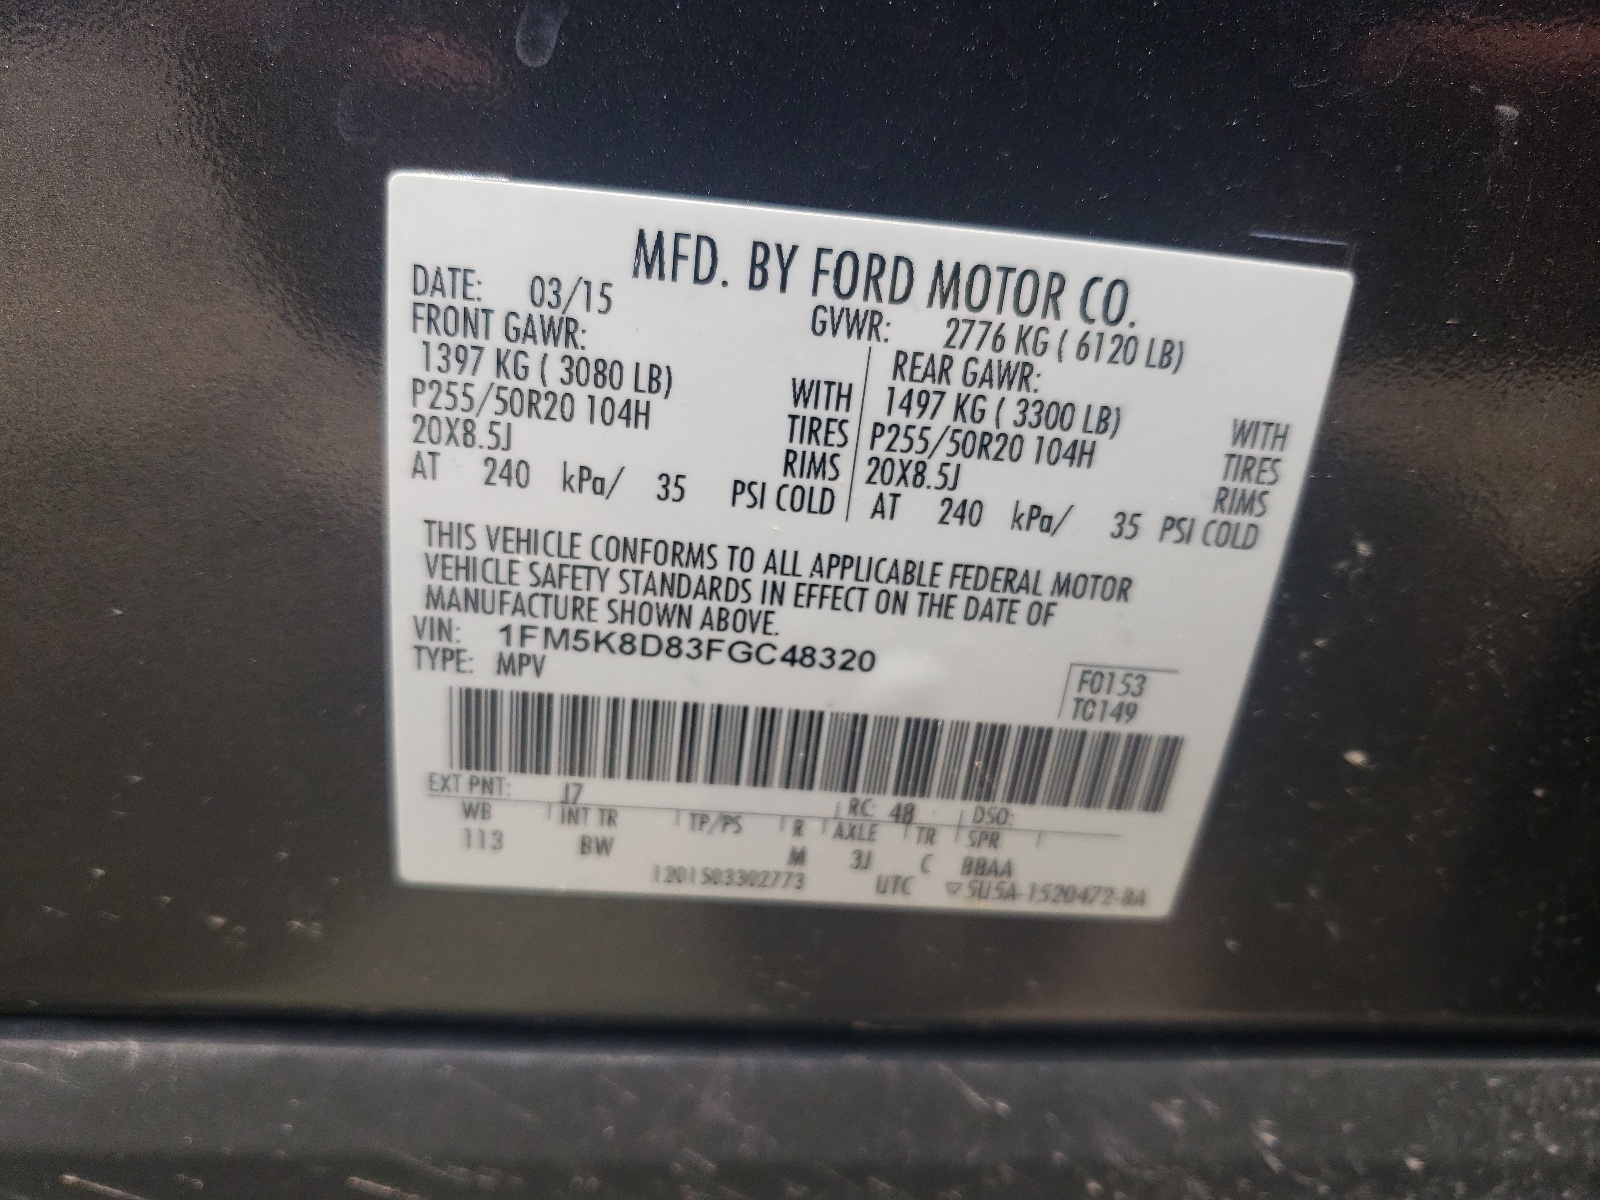 MFD. BY FORD MOTOR CO.
DATE: 03/15 GVWR: 2776 KG ( 6120 LB)
FRONT GAWR: REAR GAWR:
1397 KG ( 3080 LB) WITH 1497 KG ( 3300 LB) WITH
P255/50R20 104H TIRES P255/50R20 104H TIRES
20X8.5J RIMS 20X8.5J RIMS
AT 240 kPa/ 35 PSI COLD AT 240 kPa/ 35 PSI COLD
THIS VEHICLE CONFORMS TO ALL APPLICABLE FEDERAL MOTOR
VEHICLE SAFETY STANDARDS IN EFFECT ON THE DATE OF
MANUFACTURE SHOWN ABOVE.
VIN: 1FM5K8D83FGC48320
TYPE: MPV
F0153
TC149
EXT PNT: J7 RC: 48 DSO:
WB INT TR TP/PS R AXLE TR SPR
113 BW M 3J C BBAA
1201503302773 UTC ▽5U5A-1520472-BA